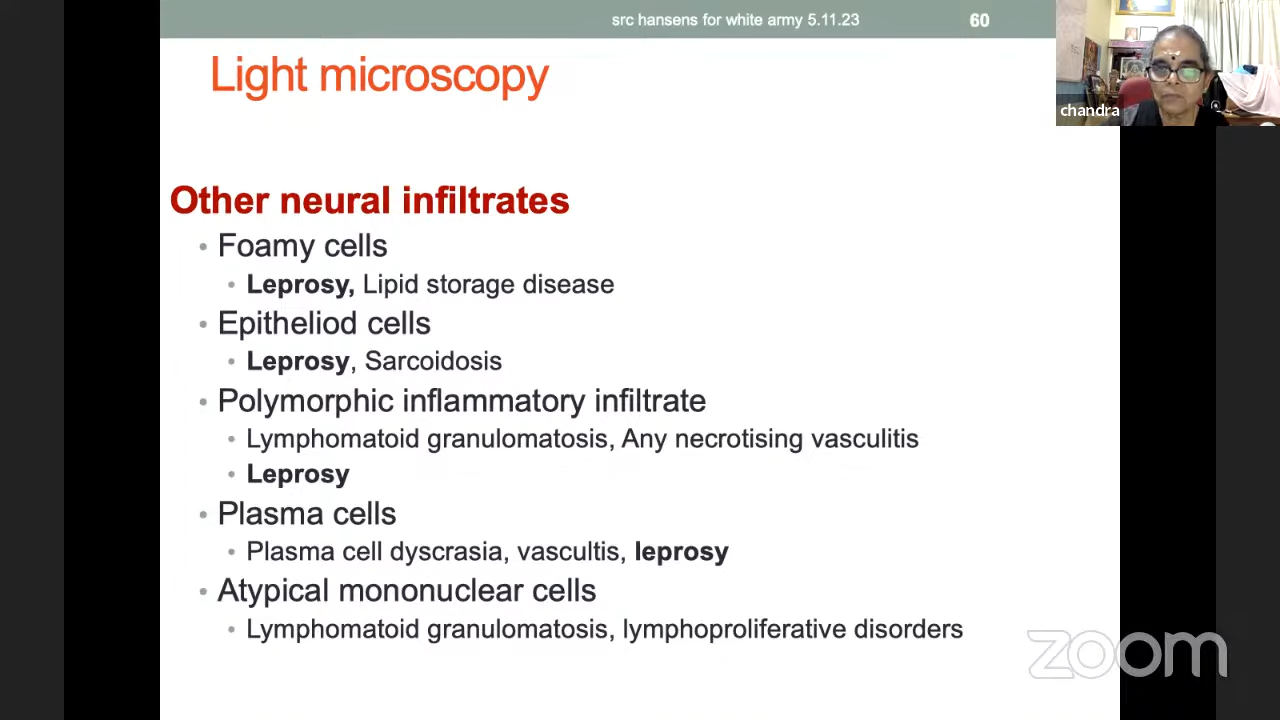 src hansens for white army 5.11.23
60
chandra
Light microscopy
Other neural infiltrates
• Foamy cells
• Leprosy, Lipid storage disease
• Epitheliod cells
• Leprosy, Sarcoidosis
• Polymorphic inflammatory infiltrate
• Lymphomatoid granulomatosis, Any necrotising vasculitis
• Leprosy
• Plasma cells
• Plasma cell dyscrasia, vascultis, leprosy
• Atypical mononuclear cells
• Lymphomatoid granulomatosis, lymphoproliferative disorders
zoom